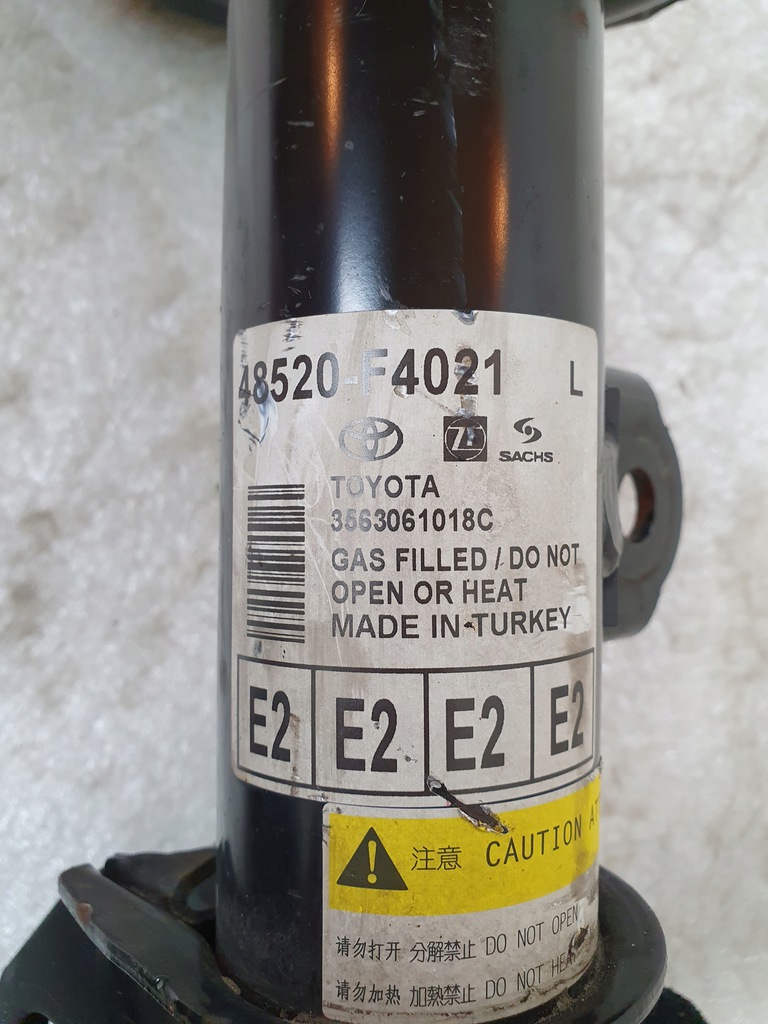 48520-F4021 L
ZF SACHS
TOYOTA
3563061018C
GAS FILLED / DO NOT
OPEN OR HEAT
MADE IN TURKEY
E2 E2 E2 E2
注意 CAUTION
请勿打开 分解禁止 DO NOT OPEN
请勿加热 加熱禁止 DO NOT